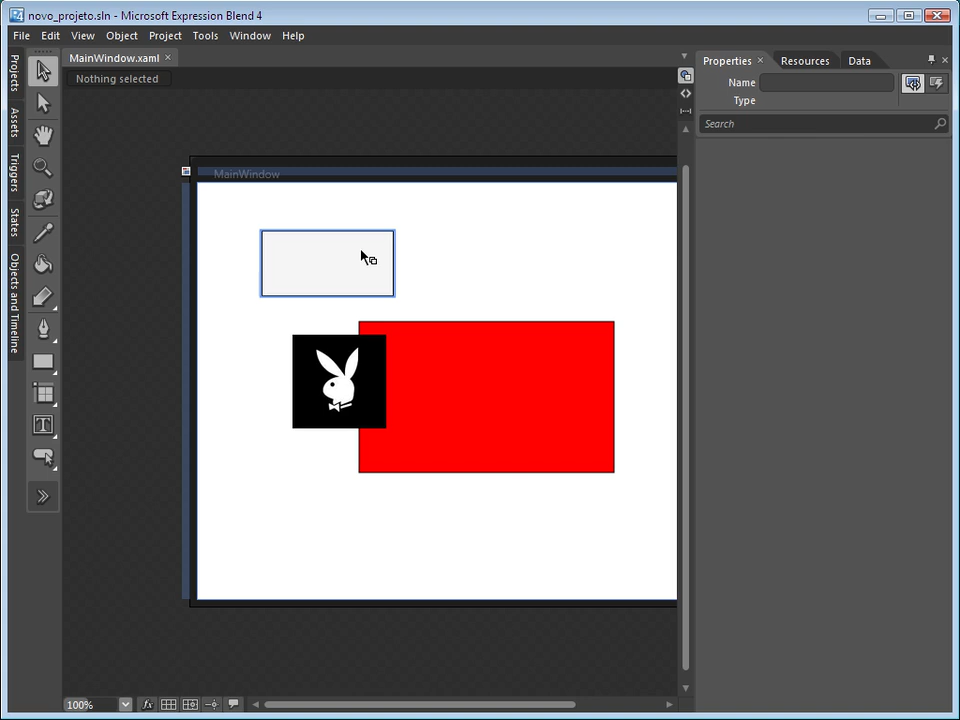 novo_projeto.sln - Microsoft Expression Blend 4
File Edit View Object Project Tools Window Help
MainWindow.xaml ×
Nothing selected
Projects
Assets
Triggers
States
Objects and Timeline
MainWindow
T
100%
fx
Properties × Resources Data
Name
Type
Search